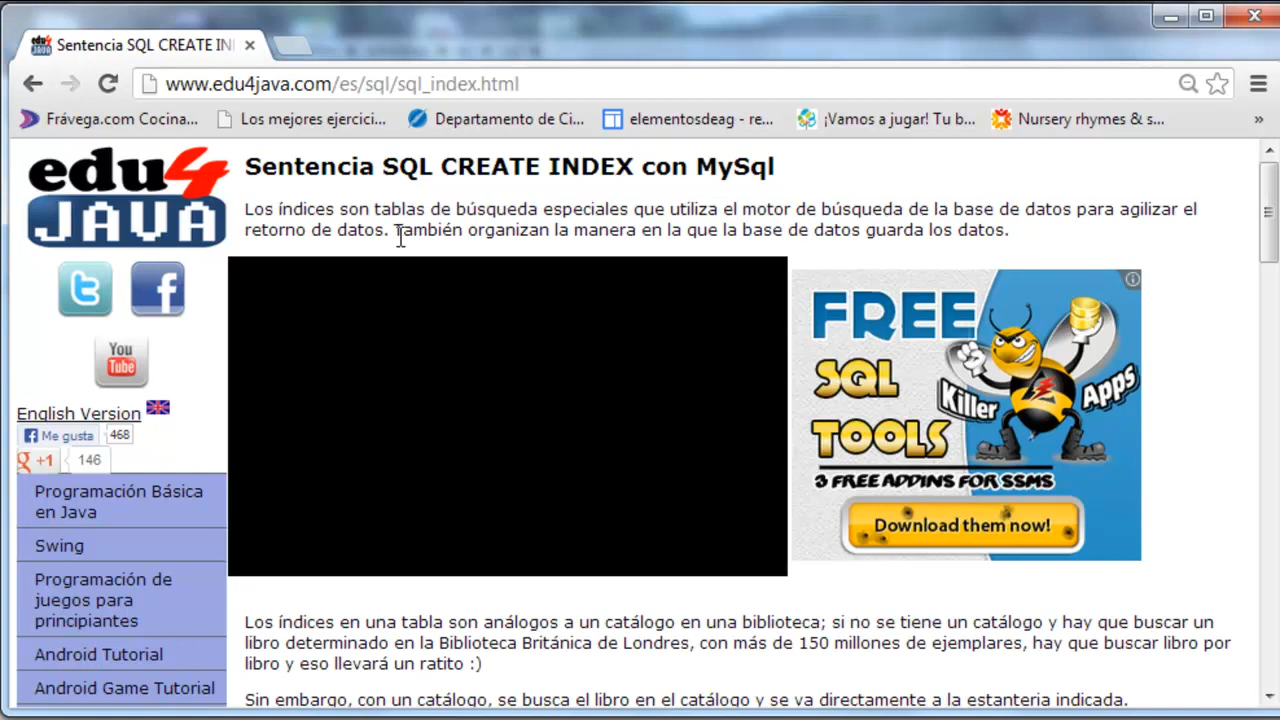 Sentencia SQL CREATE IN
www.edu4java.com/es/sql/sql_index.html
Frávega.com Cocina...
Los mejores ejercici...
Departamento de Ci...
elementosdeag - re...
¡Vamos a jugar! Tu b...
Nursery rhymes & s...
»
edu4
JAVA
Sentencia SQL CREATE INDEX con MySql
Los índices son tablas de búsqueda especiales que utiliza el motor de búsqueda de la base de datos para agilizar el
retorno de datos. También organizan la manera en la que la base de datos guarda los datos.
You
Tube
English Version
Me gusta 468
g +1 146
Programación Básica
en Java
Swing
Programación de
juegos para
principiantes
Android Tutorial
Android Game Tutorial
FREE
SQL
TOOLS
Killer Apps
3 FREE ADDINS FOR SSMS
Download them now!
Los índices en una tabla son análogos a un catálogo en una biblioteca; si no se tiene un catálogo y hay que buscar un
libro determinado en la Biblioteca Británica de Londres, con más de 150 millones de ejemplares, hay que buscar libro por
libro y eso llevará un ratito :)
Sin embargo, con un catálogo, se busca el libro en el catálogo y se va directamente a la estanteria indicada.